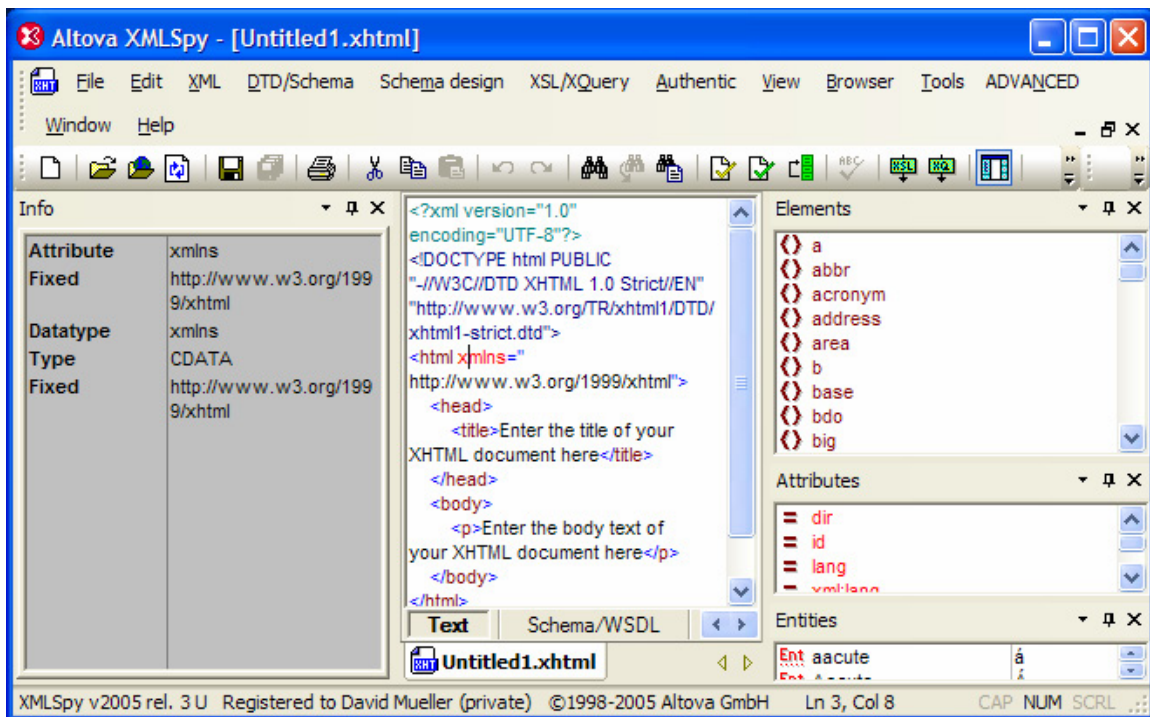 Altova XMLSpy - [Untitled1.xhtml]
File Edit XML DTD/Schema Schema design XSL/XQuery Authentic View Browser Tools ADVANCED
Window Help
ABC XSL XQ
Info
Attribute xmlns
Fixed http://www.w3.org/199
9/xhtml
Datatype xmlns
Type CDATA
Fixed http://www.w3.org/199
9/xhtml
<?xml version="1.0"
encoding="UTF-8"?>
<!DOCTYPE html PUBLIC
"-//W3C//DTD XHTML 1.0 Strict//EN"
"http://www.w3.org/TR/xhtml1/DTD/
xhtml1-strict.dtd">
<html xmlns="
http://www.w3.org/1999/xhtml">
<head>
<title>Enter the title of your
XHTML document here</title>
</head>
<body>
<p>Enter the body text of
your XHTML document here</p>
</body>
</html>
Text Schema/WSDL
XHT Untitled1.xhtml
Elements
a
abbr
acronym
address
area
b
base
bdo
big
Attributes
dir
id
lang
xml:lang
Entities
Ent aacute á
XMLSpy v2005 rel. 3 U Registered to David Mueller (private) ©1998-2005 Altova GmbH Ln 3, Col 8 CAP NUM SCRL